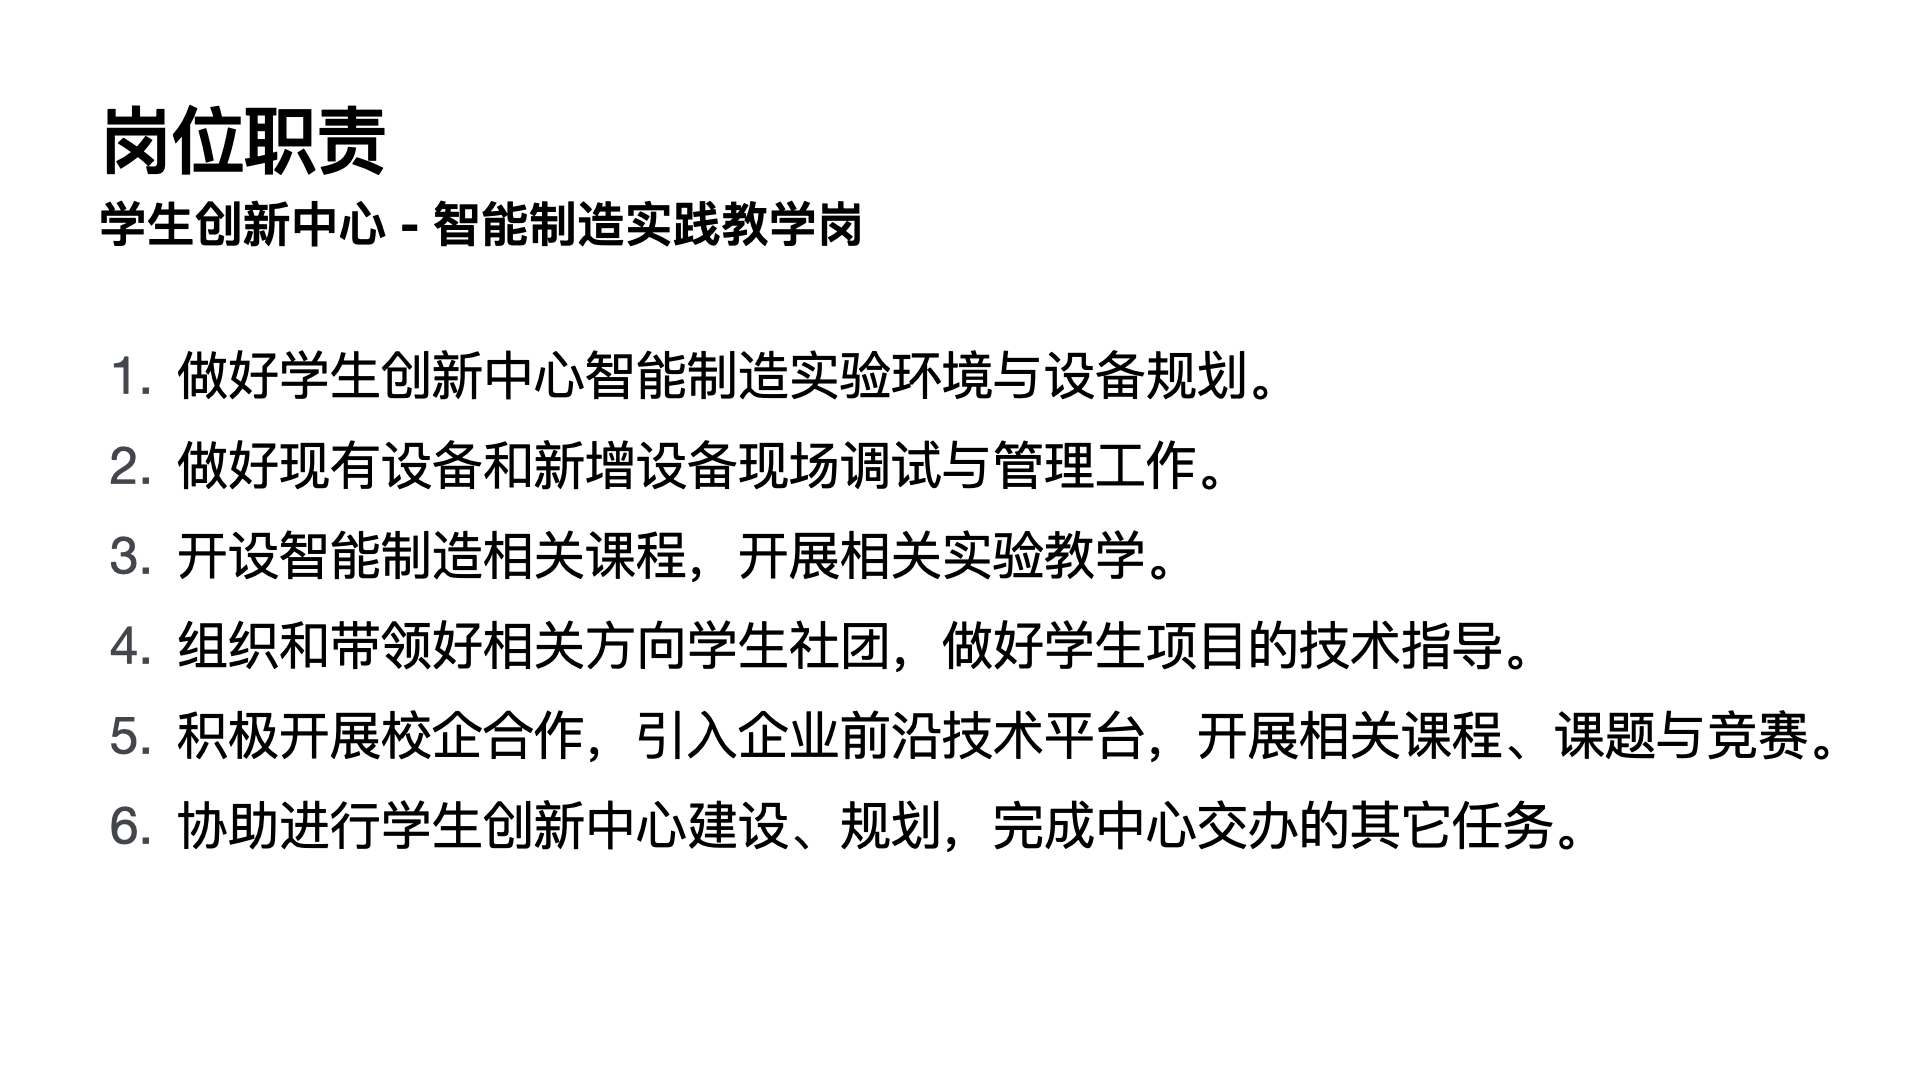 岗位职责
学生创新中心 - 智能制造实践教学岗
1. 做好学生创新中心智能制造实验环境与设备规划。
2. 做好现有设备和新增设备现场调试与管理工作。
3. 开设智能制造相关课程，开展相关实验教学。
4. 组织和带领好相关方向学生社团，做好学生项目的技术指导。
5. 积极开展校企合作，引入企业前沿技术平台，开展相关课程、课题与竞赛。
6. 协助进行学生创新中心建设、规划，完成中心交办的其它任务。